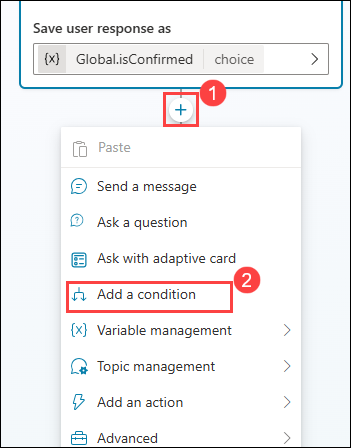 Save user response as
{x} Global.isConfirmed choice
1
Paste
Send a message
Ask a question
Ask with adaptive card
2
Add a condition
{x} Variable management
Topic management
Add an action
Advanced